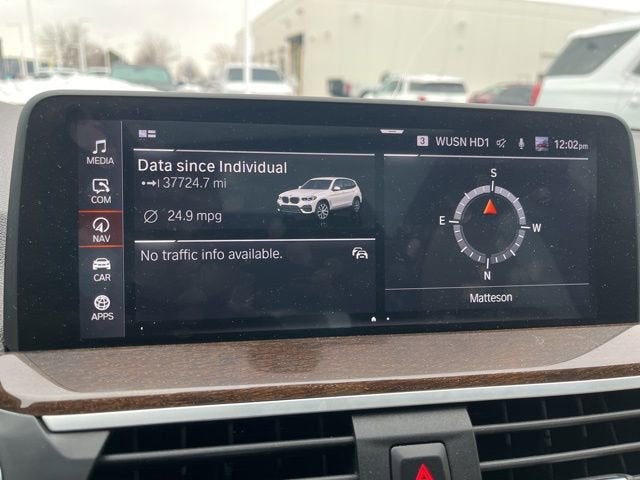 3 WUSN HD1 12:02pm
MEDIA
COM
NAV
CAR
APPS
Data since Individual
37724.7 mi
24.9 mpg
No traffic info available.
S
E W
N
Matteson